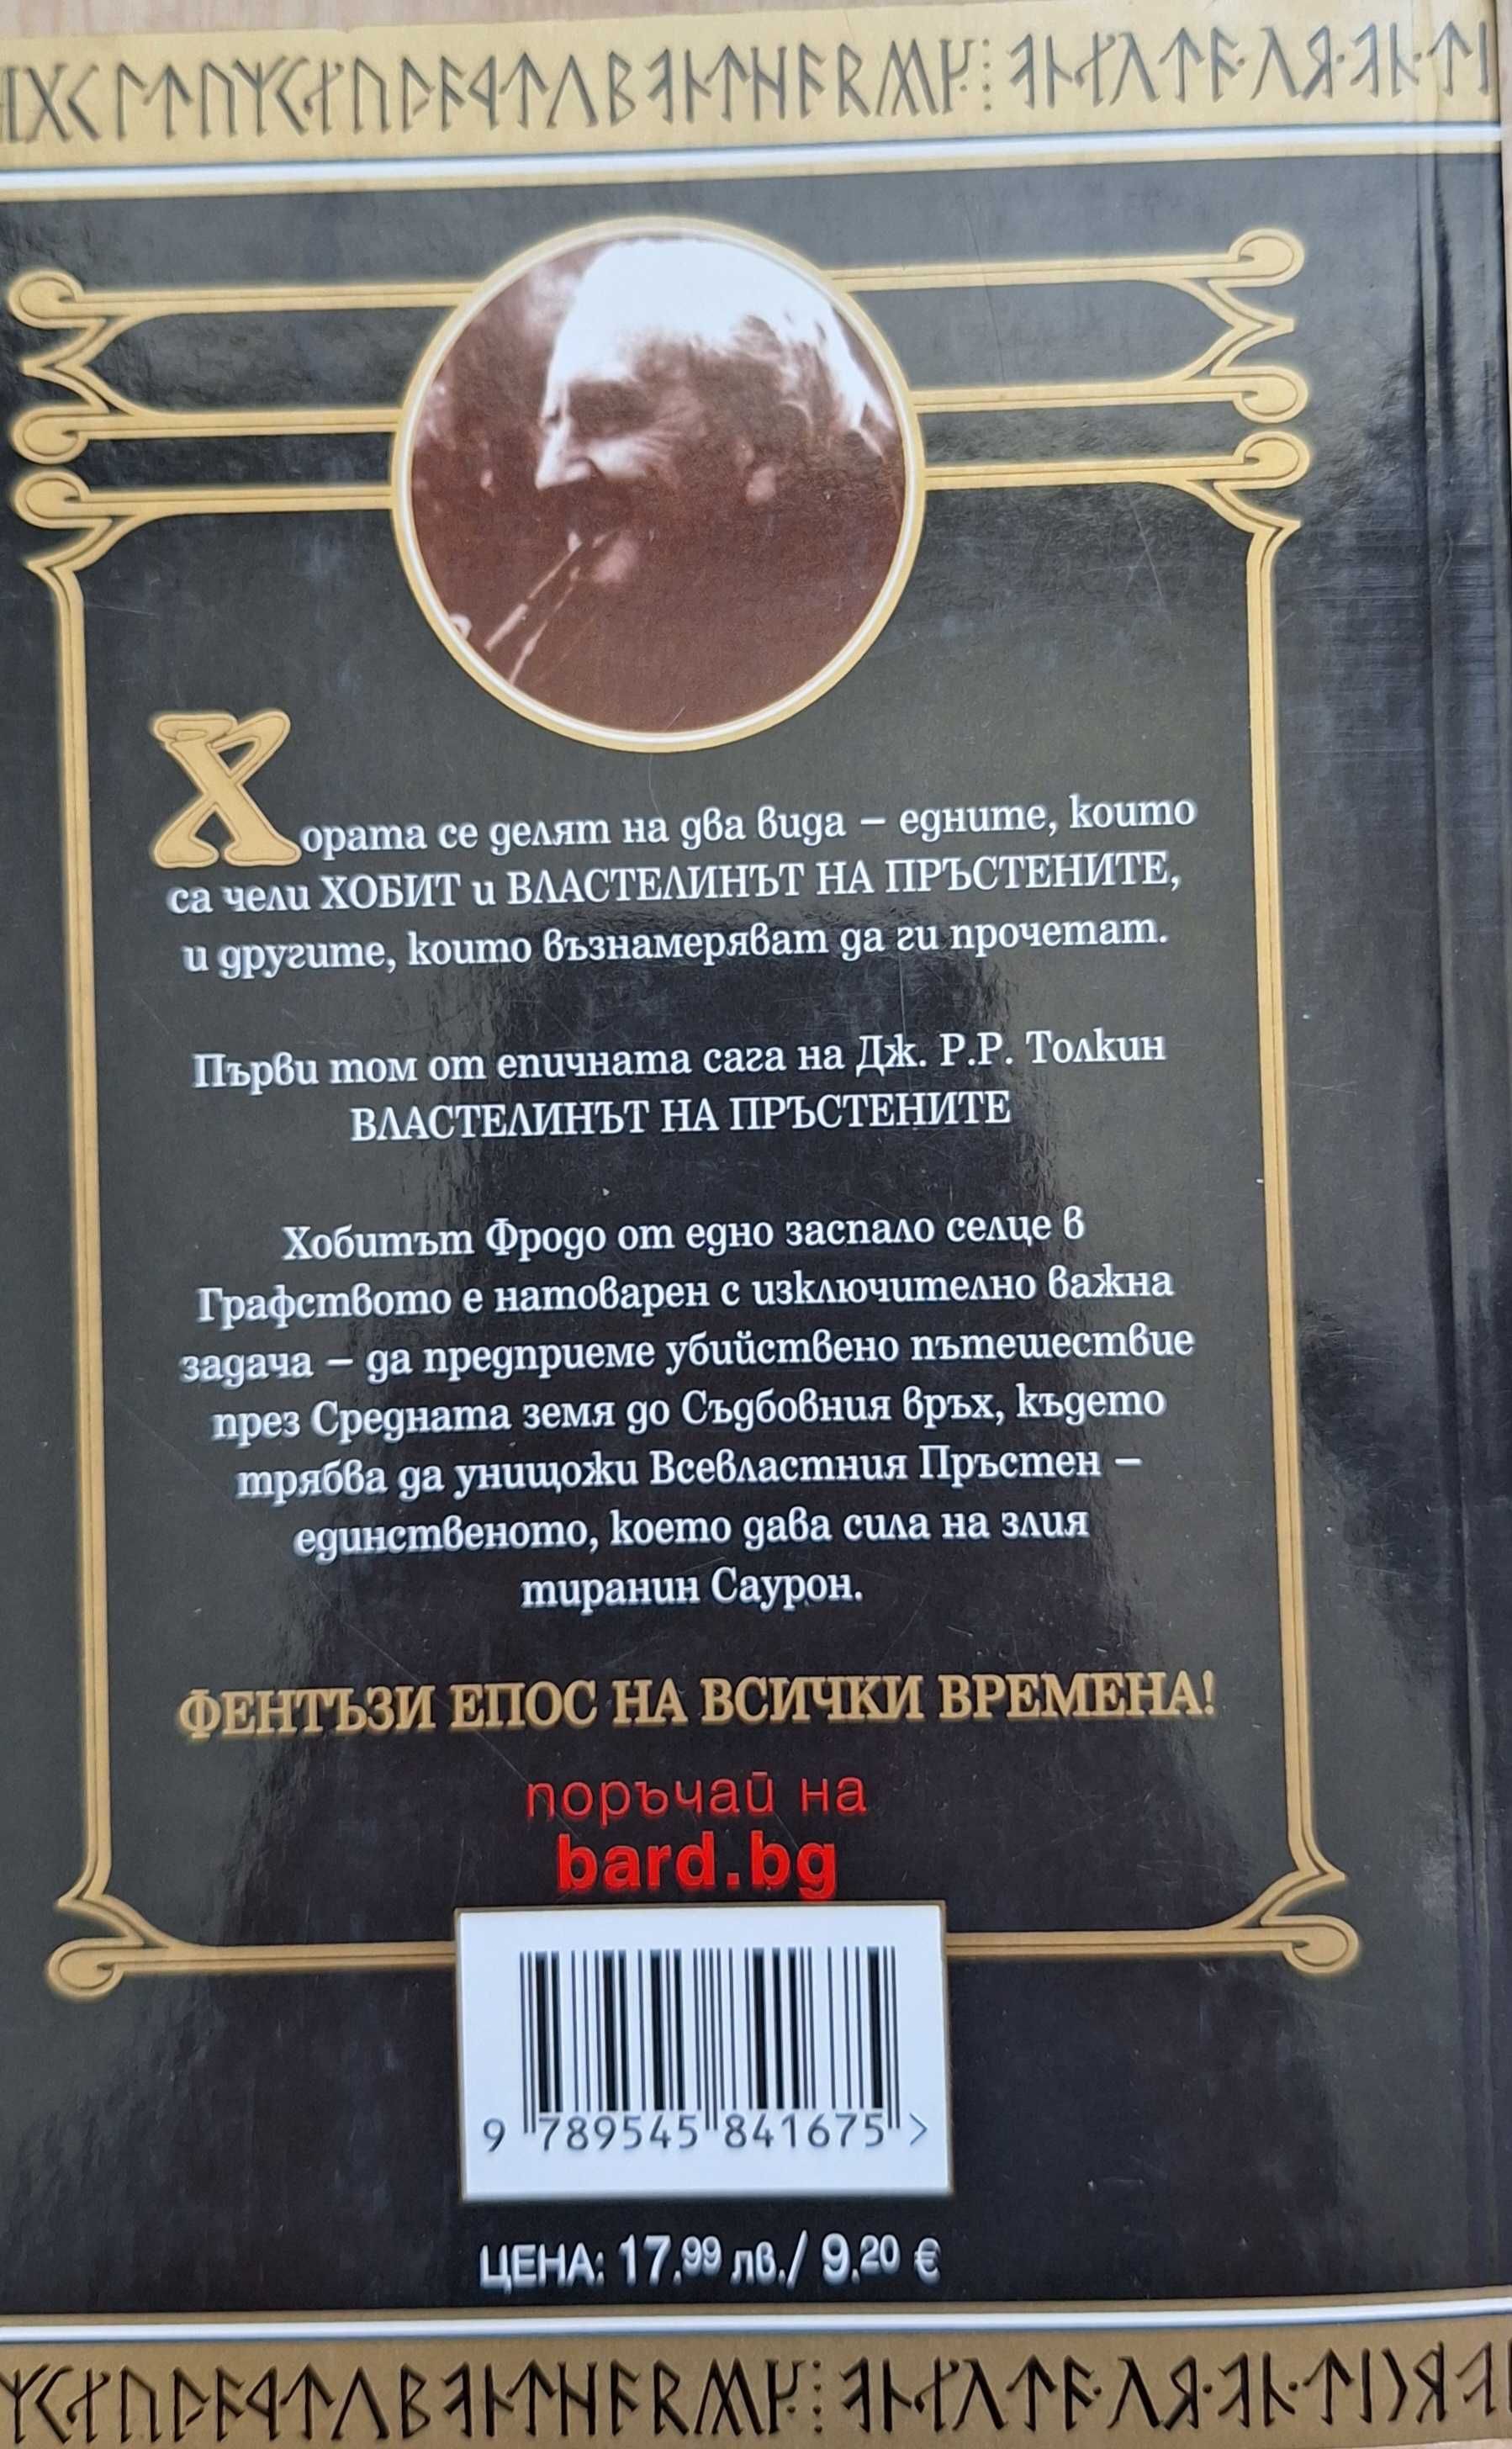 Хората се делят на два вида – едните, които
са чели ХОБИТ и ВЛАСТЕЛИНЪТ НА ПРЪСТЕНИТЕ,
и другите, които възнамеряват да ги прочетат.
Първи том от епичната сага на Дж. Р.Р. Толкин
ВЛАСТЕЛИНЪТ НА ПРЪСТЕНИТЕ
Хобитът Фродо от едно заспало селце в
Графството е натоварен с изключително важна
задача – да предприеме убийствено пътешествие
през Средната земя до Съдбовния връх, където
трябва да унищожи Всевластния Пръстен –
единственото, което дава сила на злия
тиранин Саурон.
ФЕНТЪЗИ ЕПОС НА ВСИЧКИ ВРЕМЕНА!
поръчай на
bard.bg
9 789545 841675 >
ЦЕНА: 17.99 лв./ 9.20 €